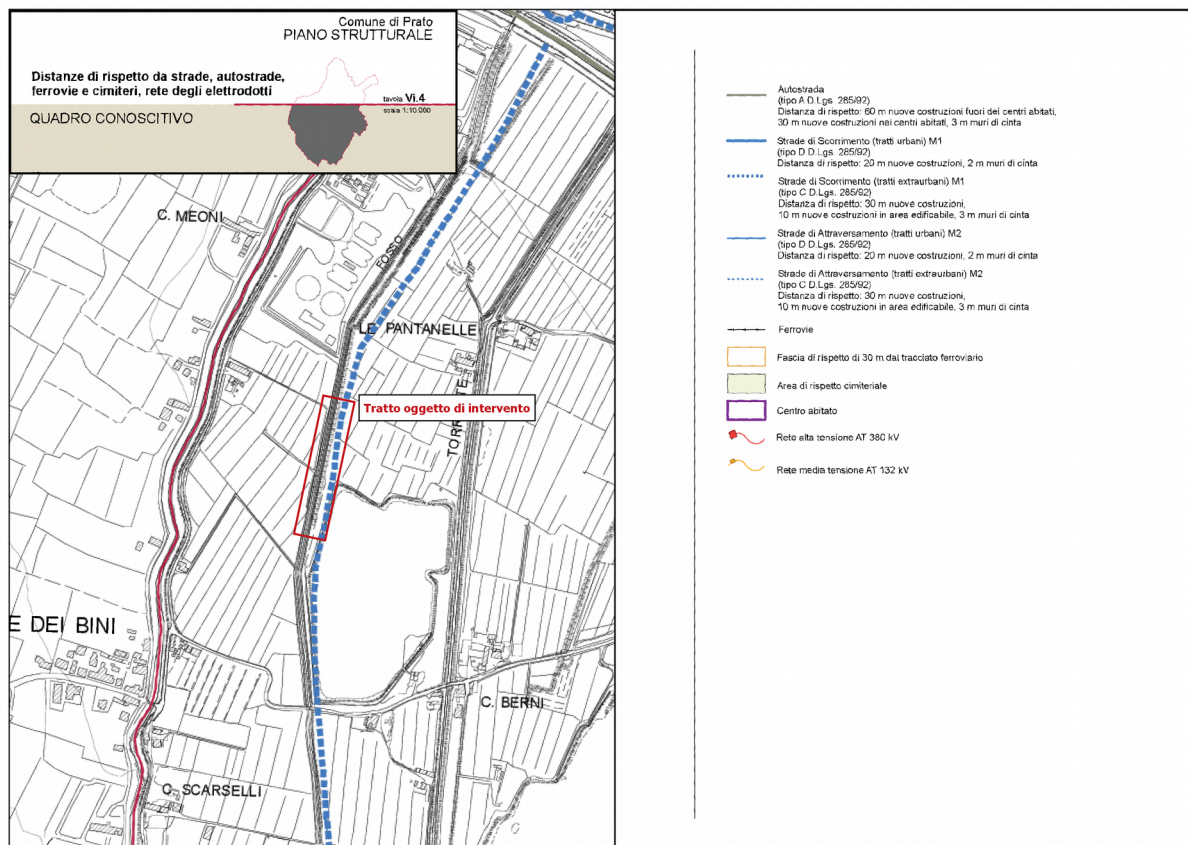 Comune di Prato
PIANO STRUTTURALE
Distanze di rispetto da strade, autostrade,
ferrovie e cimiteri, rete degli elettrodotti
tavola VI.4
scala 1:10.000
QUADRO CONOSCITIVO
C. MEONI
FOSSO
LE PANTANELLE
Tratto oggetto di intervento
E DEI BINI
C. BERNI
C. SCARSELLI
Autostrada
(tipo A D.Lgs. 285/92)
Distanza di rispetto: 60 m nuove costruzioni fuori dei centri abitati,
30 m nuove costruzioni nei centri abitati, 3 m muri di cinta
Strade di Scorrimento (tratti urbani) M1
(tipo D D.Lgs. 285/92)
Distanza di rispetto: 20 m nuove costruzioni, 2 m muri di cinta
Strade di Scorrimento (tratti extraurbani) M1
(tipo C D.Lgs. 285/92)
Distanza di rispetto: 30 m nuove costruzioni,
10 m nuove costruzioni in area edificabile, 3 m muri di cinta
Strade di Attraversamento (tratti urbani) M2
(tipo D D.Lgs. 285/92)
Distanza di rispetto: 20 m nuove costruzioni, 2 m muri di cinta
Strade di Attraversamento (tratti extraurbani) M2
(tipo C D.Lgs. 285/92)
Distanza di rispetto: 30 m nuove costruzioni,
10 m nuove costruzioni in area edificabile, 3 m muri di cinta
Ferrovie
Fascia di rispetto di 30 m dal tracciato ferroviario
Area di rispetto cimiteriale
Centro abitato
Rete alta tensione AT 380 kV
Rete media tensione AT 132 kV